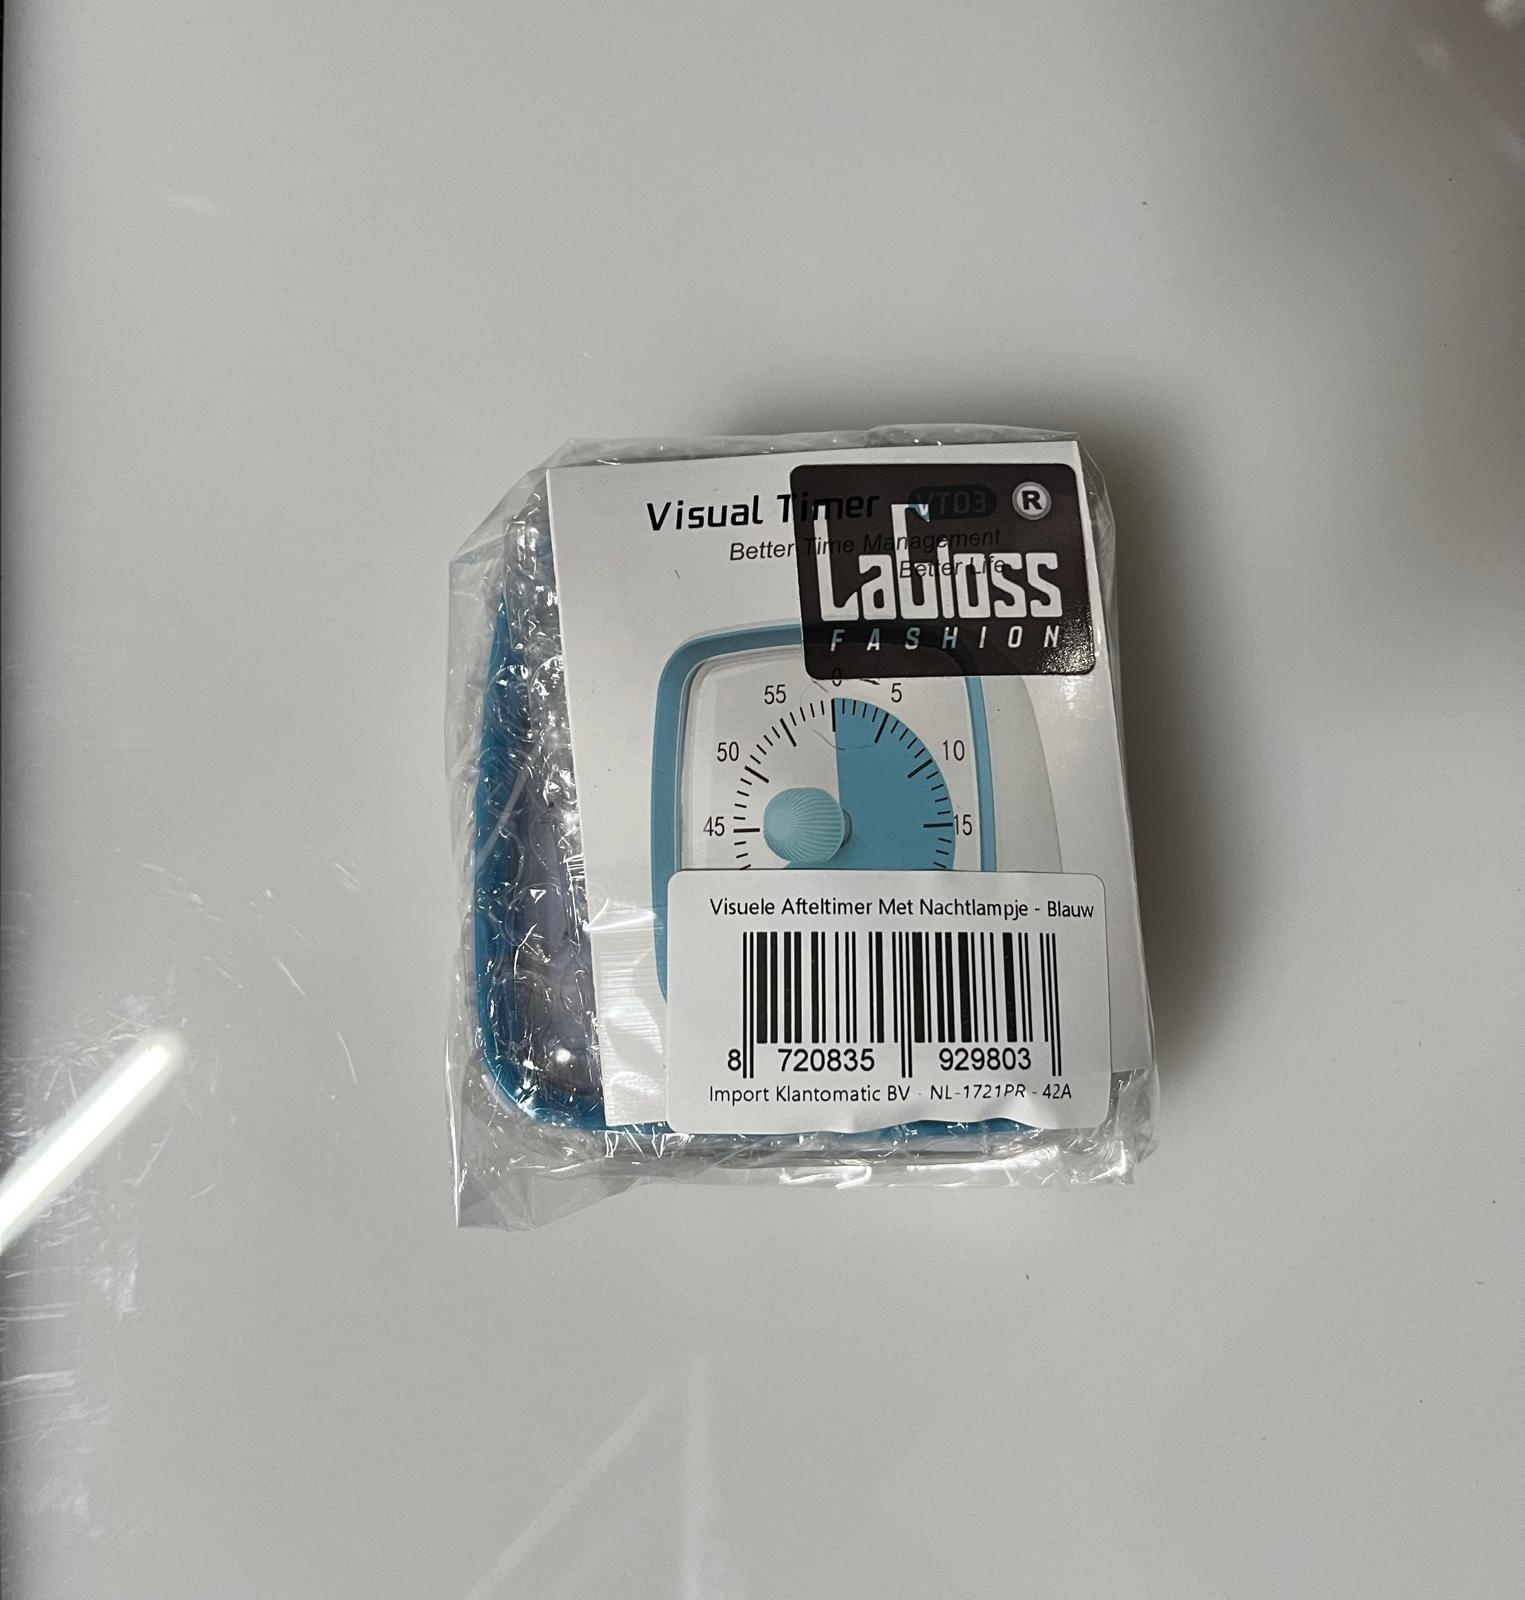 Visual Timer VT03 ®
Better Time Management
Better Life
Labloss
FASHION
0
55 5
50 10
45 15
Visuele Afteltimer Met Nachtlampje - Blauw
8 720835 929803
Import Klantomatic BV - NL-1721PR - 42A